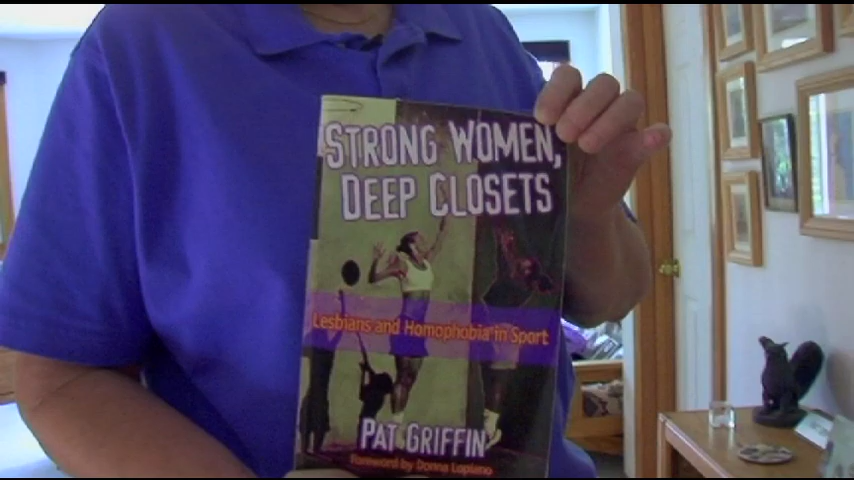 STRONG WOMEN,
DEEP CLOSETS
Lesbians and Homophobia in Sport
PAT GRIFFIN
Foreword by Donna Lopiano